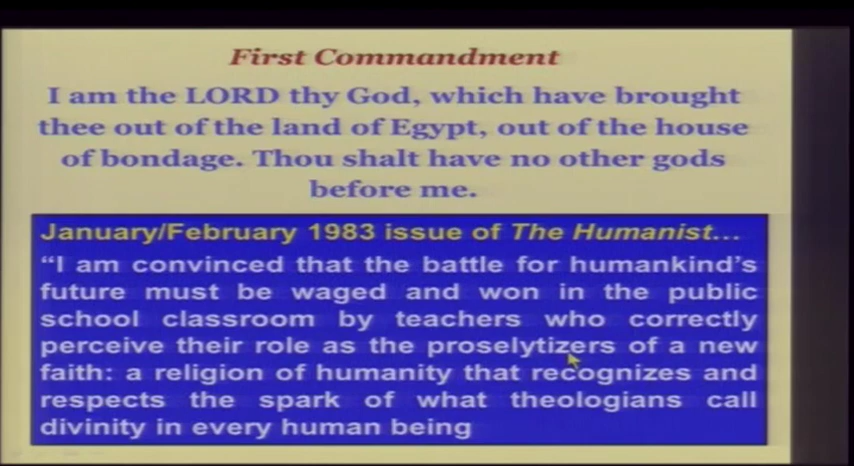 First Commandment
I am the LORD thy God, which have brought
thee out of the land of Egypt, out of the house
of bondage. Thou shalt have no other gods
before me.
January/February 1983 issue of The Humanist...
“I am convinced that the battle for humankind’s
future must be waged and won in the public
school classroom by teachers who correctly
perceive their role as the proselytizers of a new
faith: a religion of humanity that recognizes and
respects the spark of what theologians call
divinity in every human being